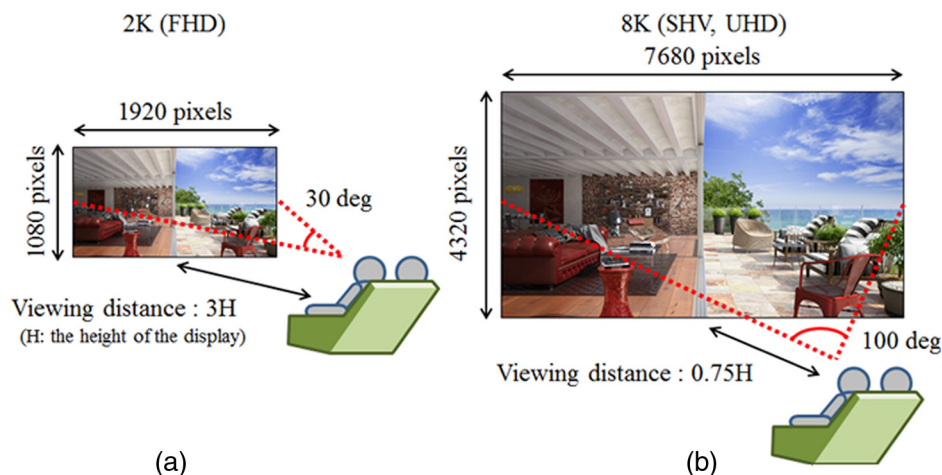 2K (FHD)
1920 pixels
1080 pixels
30 deg
Viewing distance : 3H
(H: the height of the display)
(a)
8K (SHV, UHD)
7680 pixels
4320 pixels
100 deg
Viewing distance : 0.75H
(b)